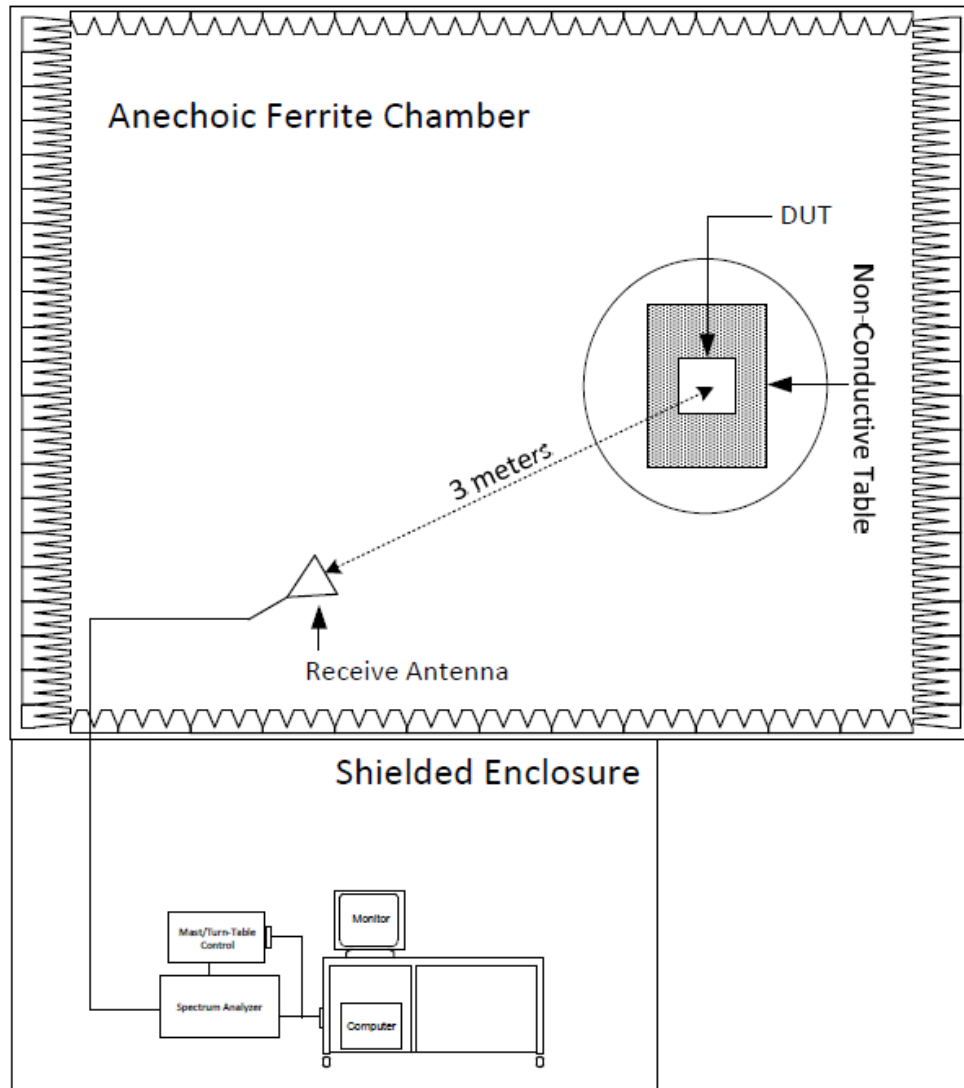 Anechoic Ferrite Chamber
DUT
Non-Conductive Table
3 meters
Receive Antenna
Shielded Enclosure
Monitor
Mast/Turn-Table
Control
Spectrum Analyzer
Computer